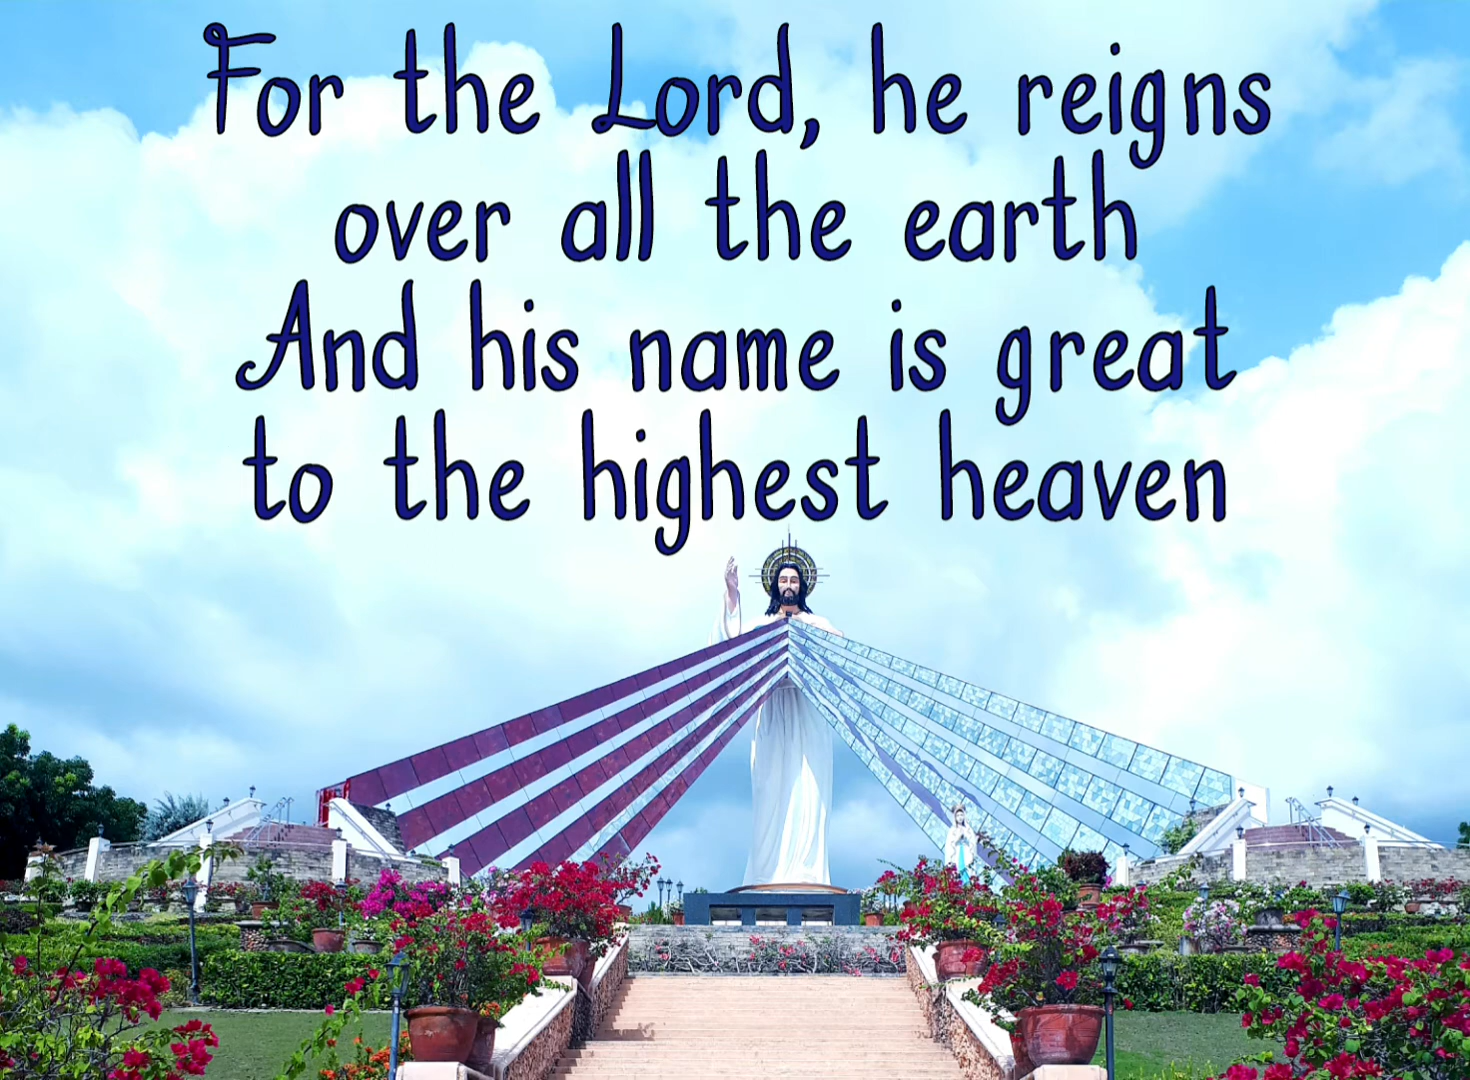 For the Lord, he reigns
over all the earth
And his name is great
to the highest heaven